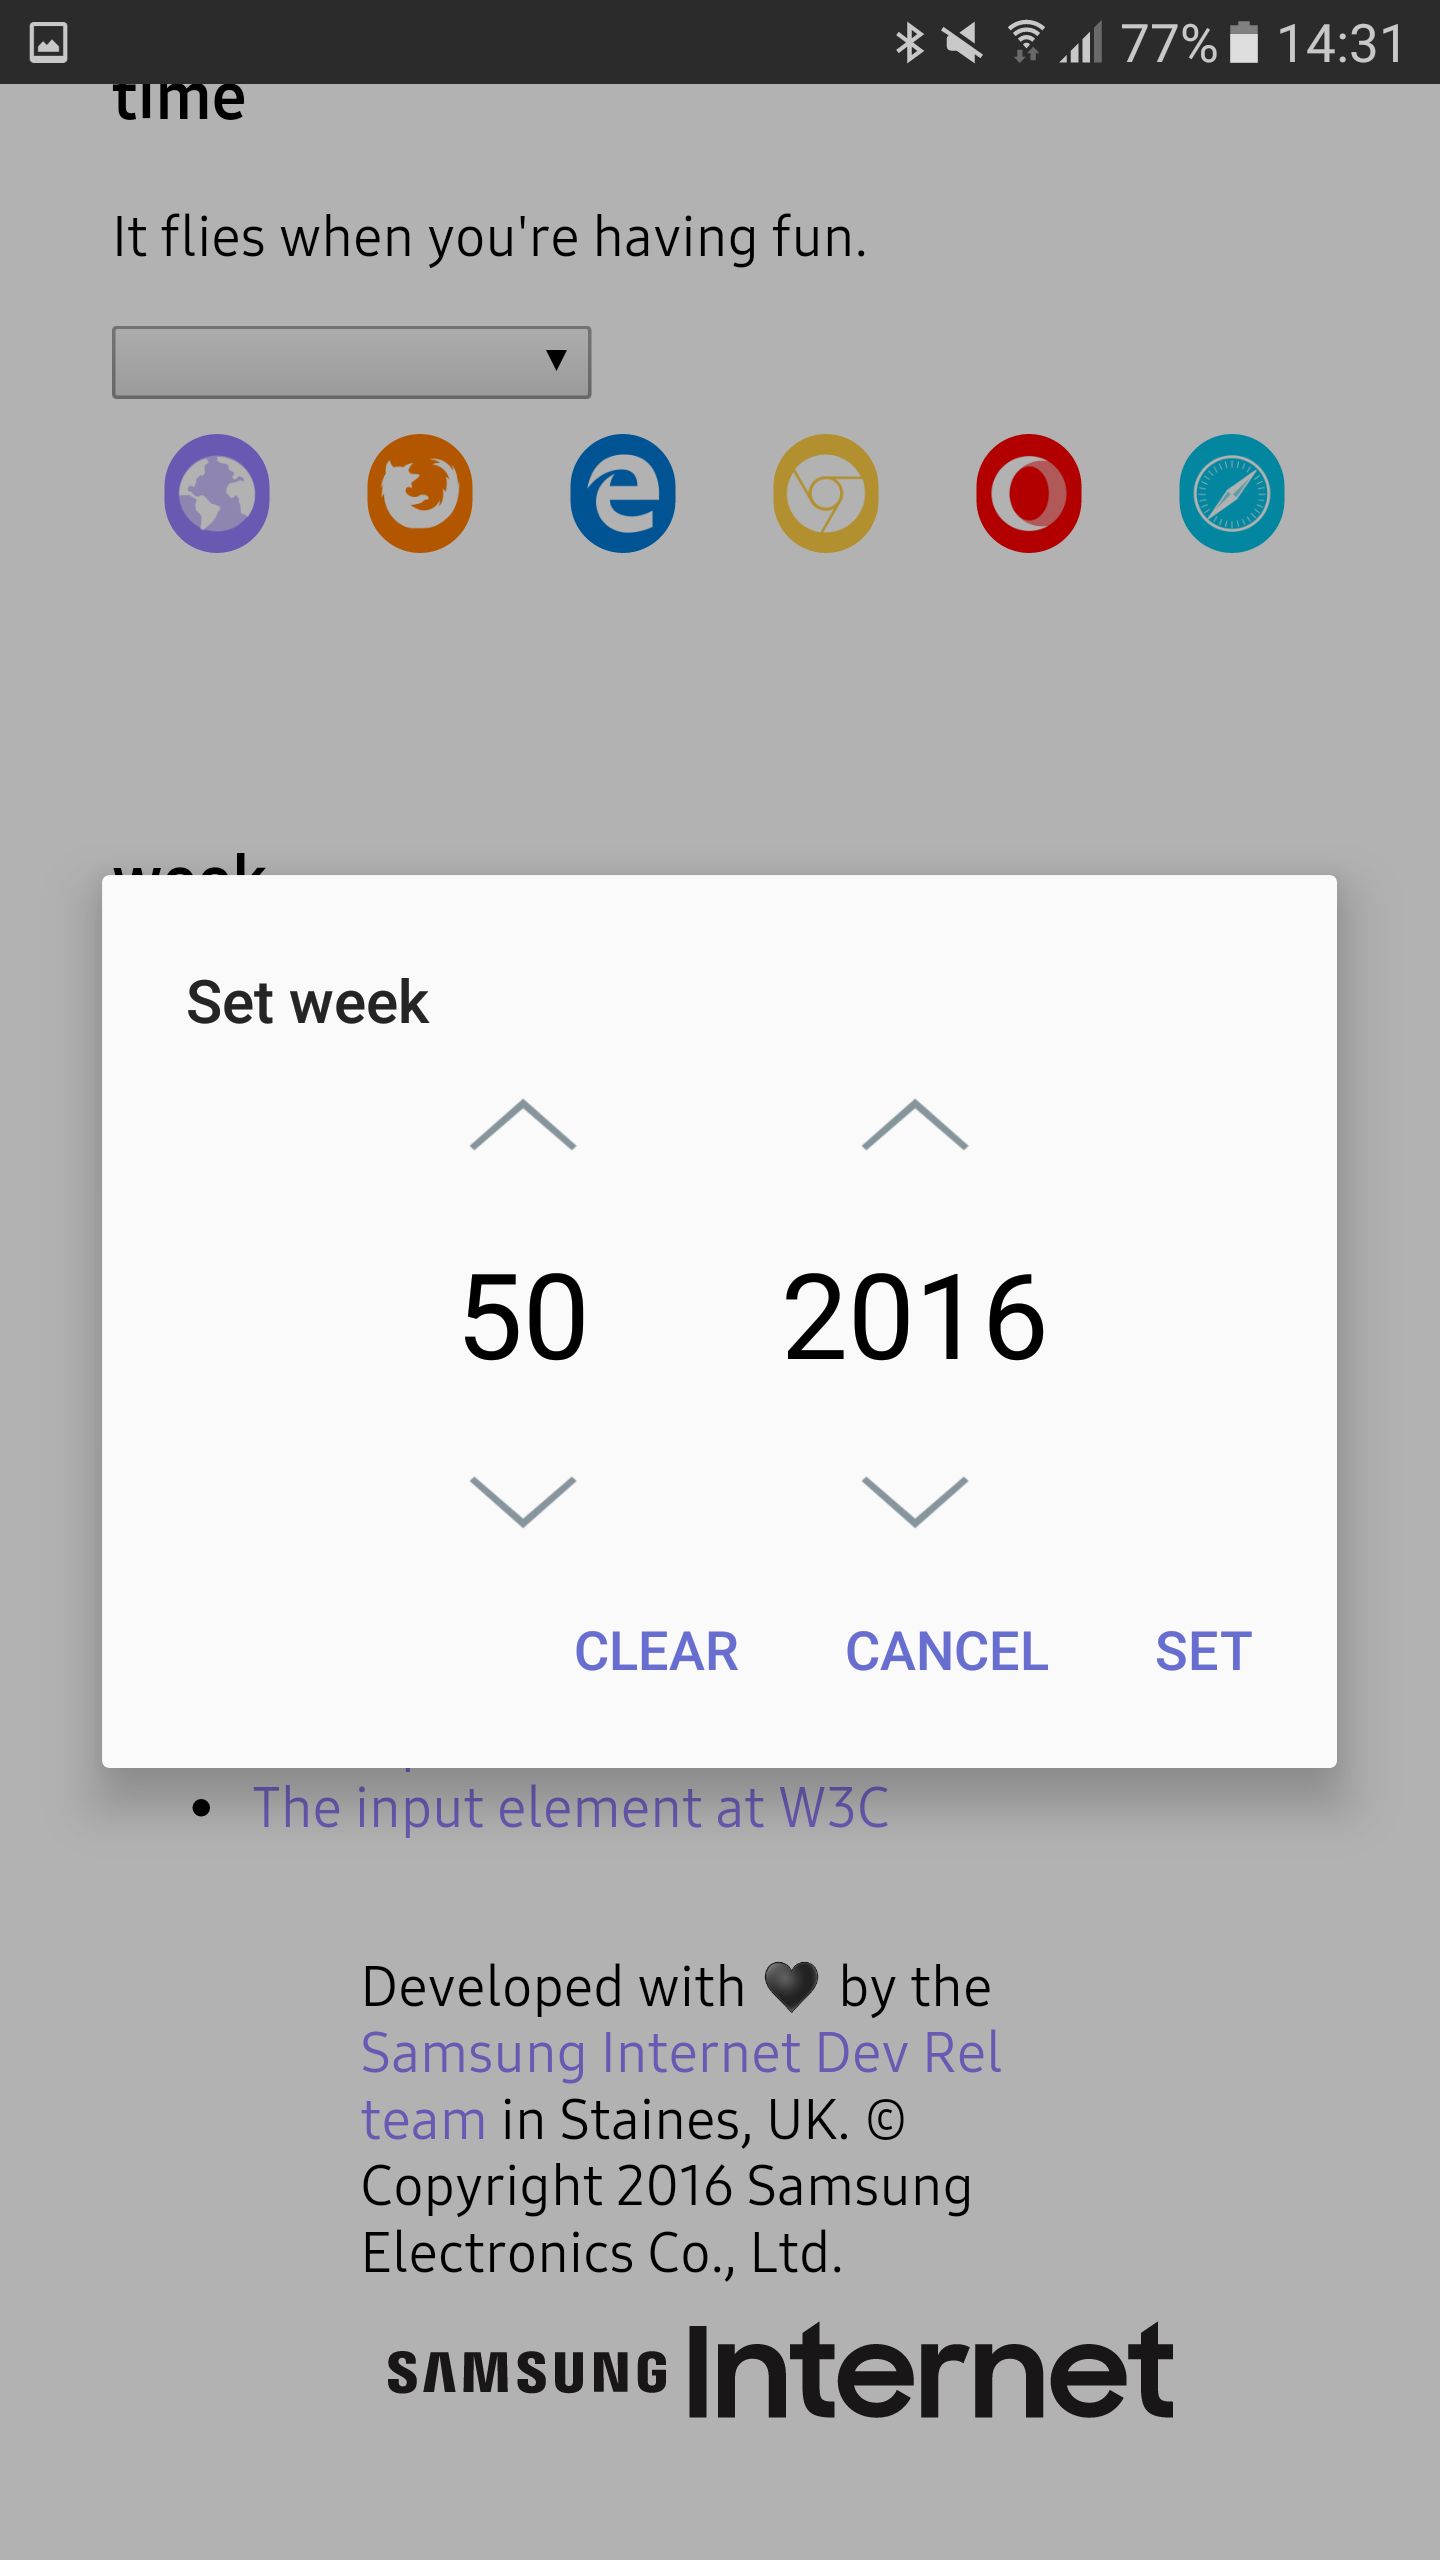 77% 14:31
time
It flies when you're having fun.
week
Set week
50 2016
CLEAR CANCEL SET
• The input element at W3C
Developed with 🖤 by the
Samsung Internet Dev Rel
team in Staines, UK. ©
Copyright 2016 Samsung
Electronics Co., Ltd.
SAMSUNG Internet